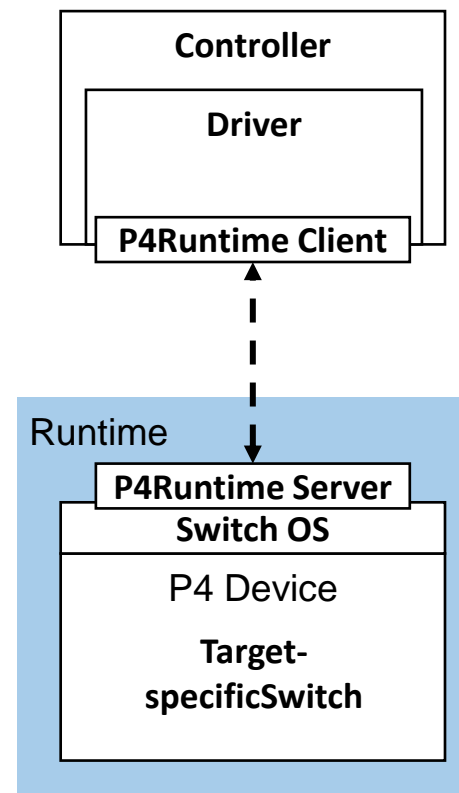 Controller
Driver
P4Runtime Client
Runtime
P4Runtime Server
Switch OS
P4 Device
Target-
specificSwitch